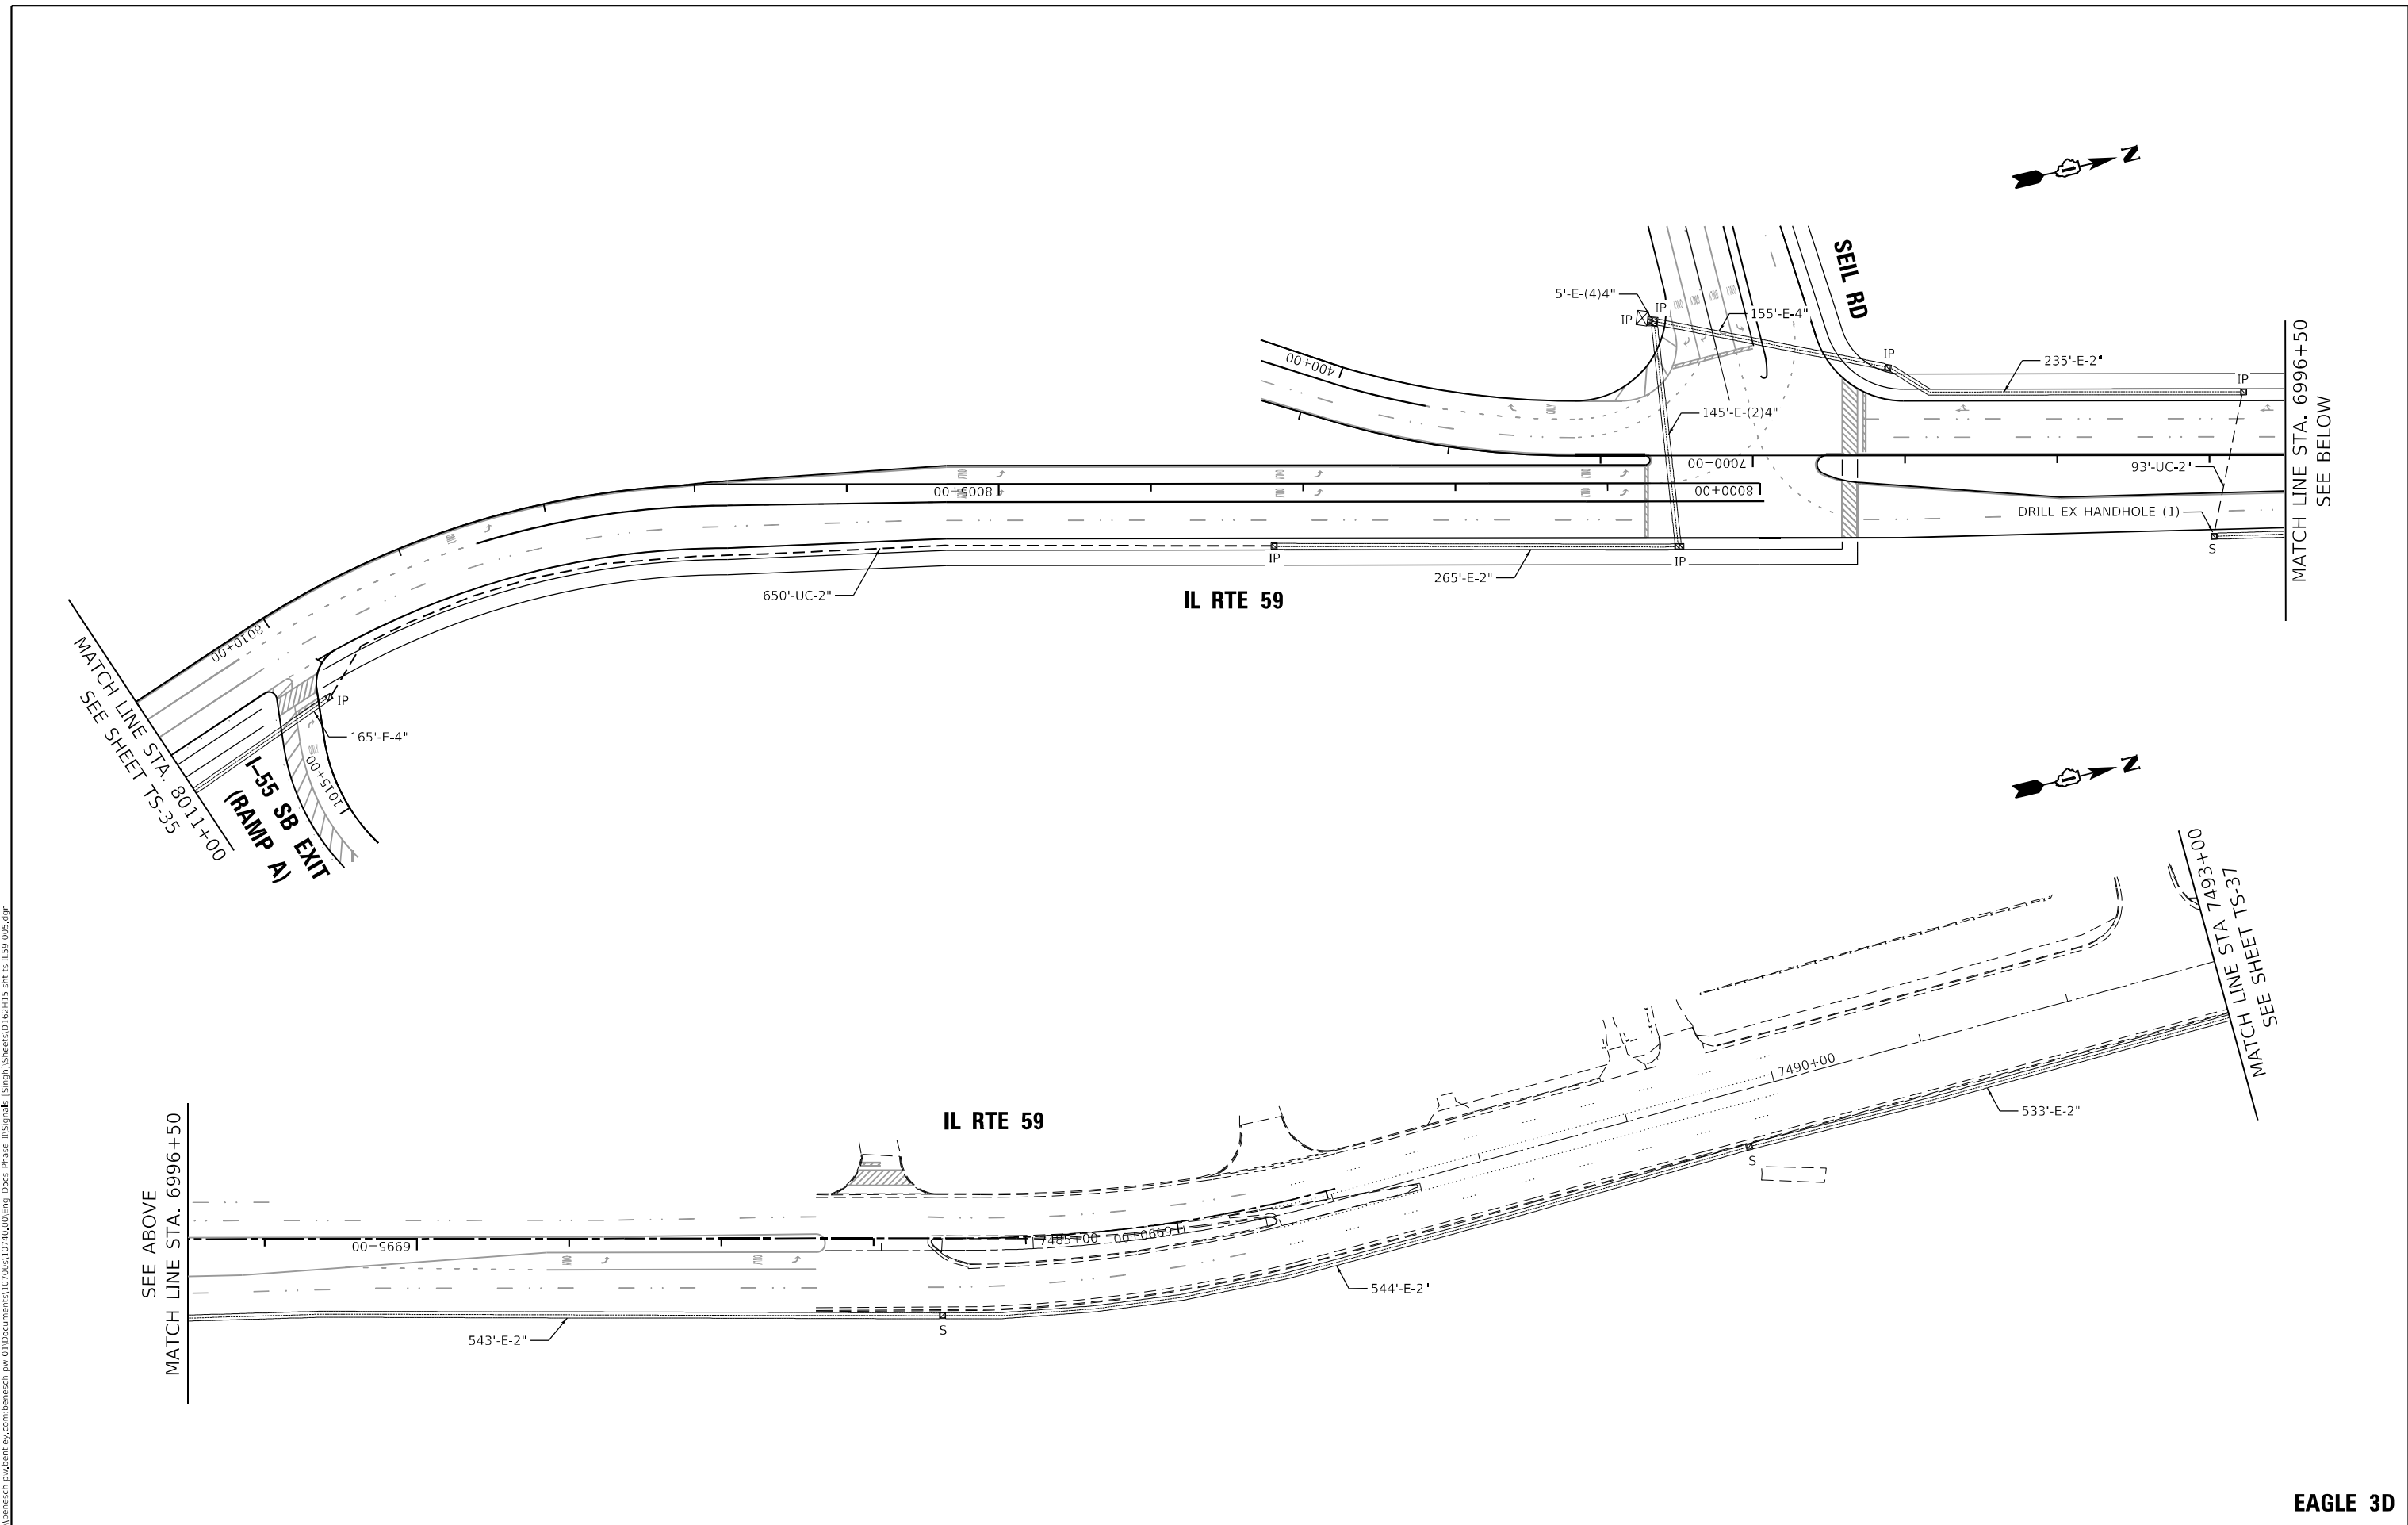 N
SEIL RD
5'-E-(4)4"
IP
IP
155'-E-4"
IP
235'-E-2"
IP
400+00
145'-E-(2)4"
7000+00
8000+00
8005+00
93'-UC-2"
DRILL EX HANDHOLE (1)
S
MATCH LINE STA. 6996+50
SEE BELOW
IP
IP
265'-E-2"
650'-UC-2"
IL RTE 59
8010+00
MATCH LINE STA. 8011+00
SEE SHEET TS-35
IP
165'-E-4"
ONLY
1015+00
I-55 SB EXIT
(RAMP A)
N
MATCH LINE STA 7493+00
SEE SHEET TS-37
7490+00
533'-E-2"
S
IL RTE 59
SEE ABOVE
MATCH LINE STA. 6996+50
6995+00
7485+00
6990+00
544'-E-2"
543'-E-2"
S
EAGLE 3D